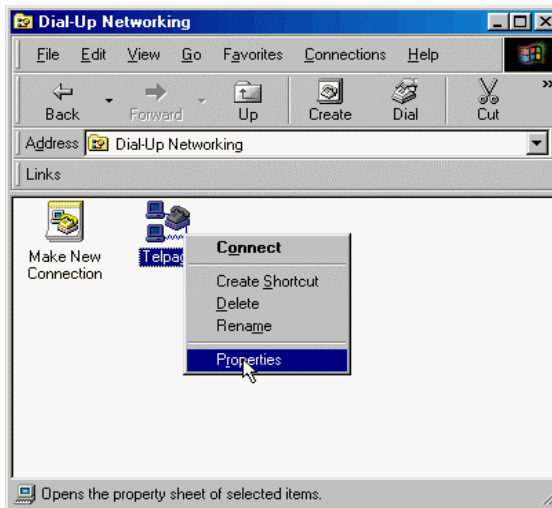 Dial-Up Networking
File Edit View Go Favorites Connections Help
Back Forward Up Create Dial Cut »
Address Dial-Up Networking
Links
Make New
Connection
Connect
Create Shortcut
Delete
Rename
Properties
Opens the property sheet of selected items.